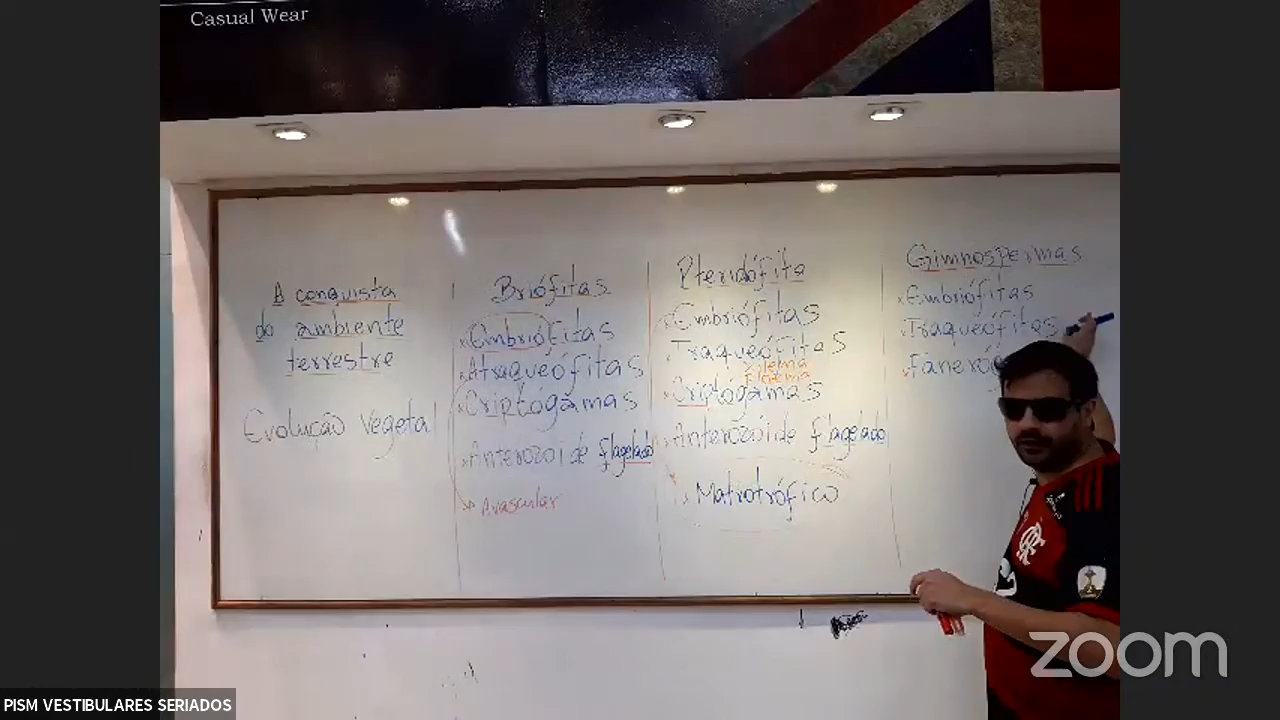 Casual Wear
A conquista
do ambiente
terrestre
Evolução Vegetal
Briófitas
Embriófitas
Atraqueófitas
Criptógamas
Anterozoide flagelado
Avascular
Pteridófita
Embriófitas
Traqueófitas
Xilema
Floema
Criptógamas
Anterozoide flagelado
Matrotrófico
Gimnospermas
Embriófitas
Traqueófitas
Faneróg
zoom
PISM VESTIBULARES SERIADOS